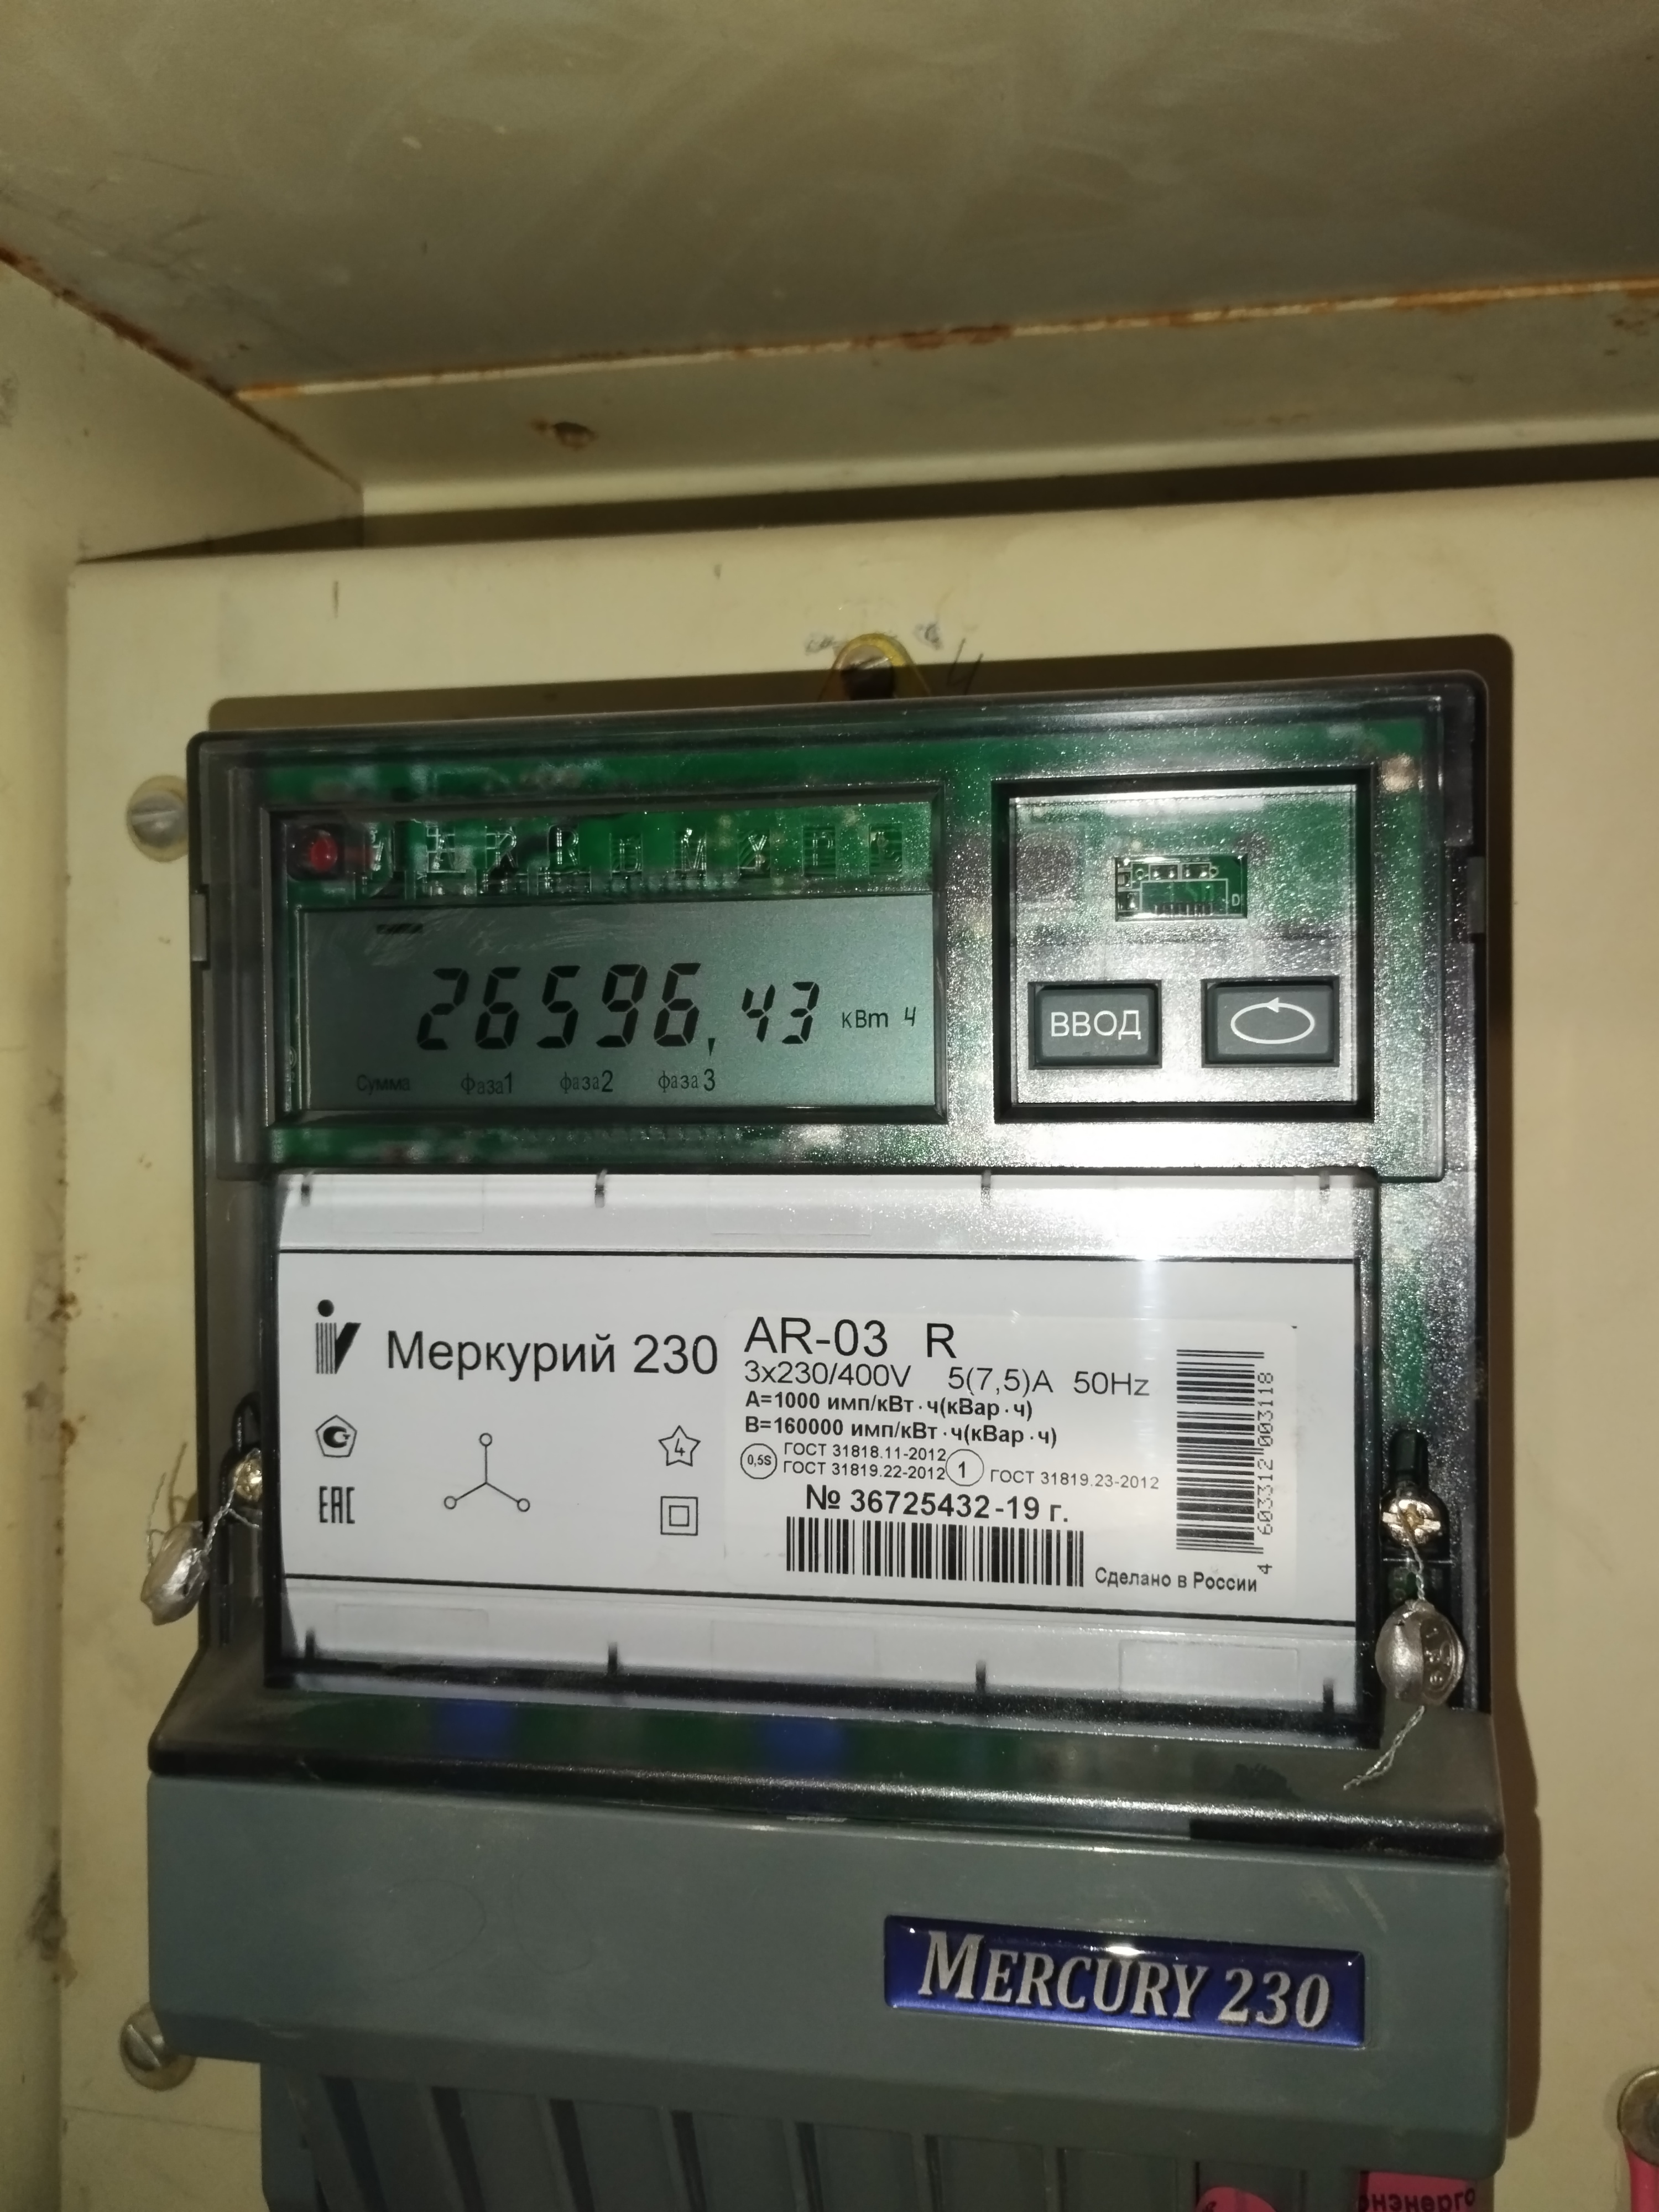 26596,43 кВт ч
Сумма фаза1 фаза2 фаза3
ВВОД
Меркурий 230 AR-03 R
3x230/400V 5(7,5)A 50Hz
A=1000 имп/кВт·ч(кВар·ч)
B=160000 имп/кВт·ч(кВар·ч)
0,5S ГОСТ 31818.11-2012
ГОСТ 31819.22-2012 1 ГОСТ 31819.23-2012
№ 36725432-19 г.
4
ЕАС
Сделано в России
4 603312 003118
MERCURY 230